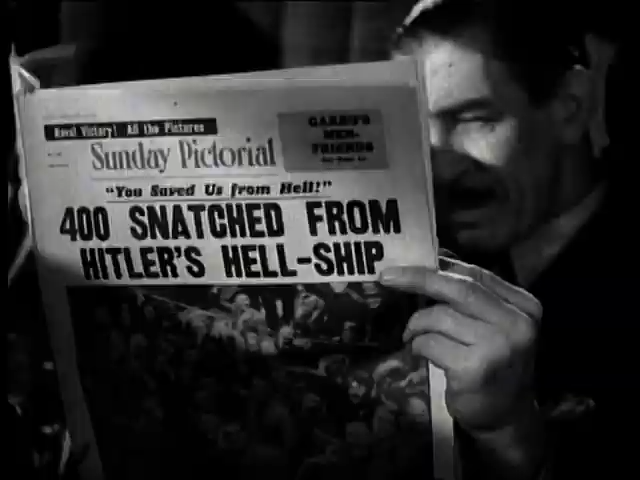 Naval Victory! All the Pictures
Sunday Pictorial
GARBO'S
MEN-
FRIENDS
"You Saved Us from Hell!"
400 SNATCHED FROM
HITLER'S HELL-SHIP